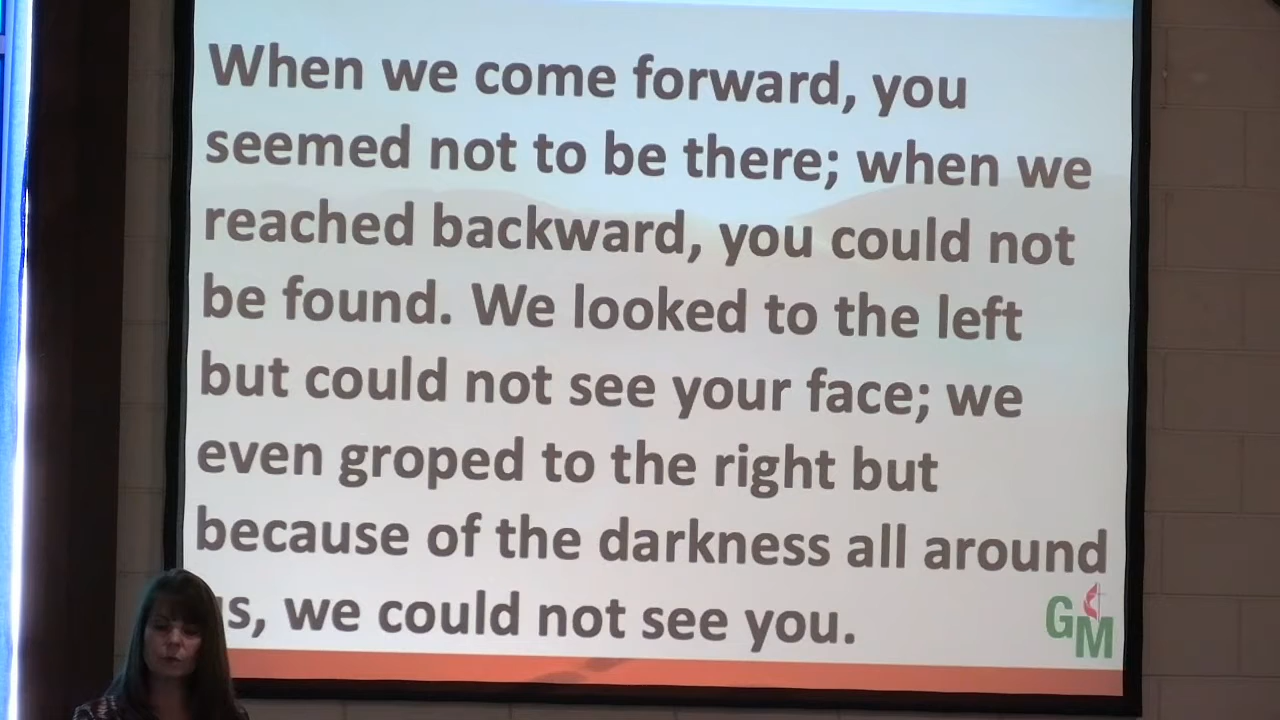 When we come forward, you
seemed not to be there; when we
reached backward, you could not
be found. We looked to the left
but could not see your face; we
even groped to the right but
because of the darkness all around
us, we could not see you.
GM